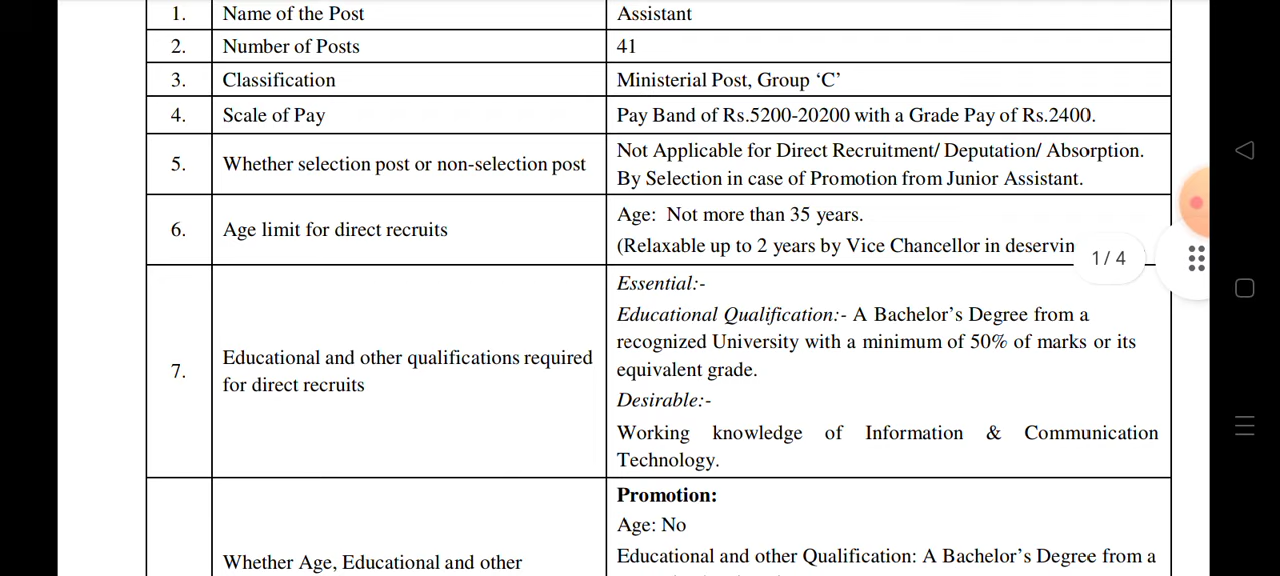 1. Name of the Post Assistant
2. Number of Posts 41
3. Classification Ministerial Post, Group ‘C’
4. Scale of Pay Pay Band of Rs.5200-20200 with a Grade Pay of Rs.2400.
5. Whether selection post or non-selection post Not Applicable for Direct Recruitment/ Deputation/ Absorption.
By Selection in case of Promotion from Junior Assistant.
6. Age limit for direct recruits Age: Not more than 35 years.
(Relaxable up to 2 years by Vice Chancellor in
1 / 4
7. Educational and other qualifications required
for direct recruits
Essential:-
Educational Qualification:- A Bachelor’s Degree from a
recognized University with a minimum of 50% of marks or its
equivalent grade.
Desirable:-
Working knowledge of Information & Communication
Technology.
Whether Age, Educational and other
Promotion:
Age: No
Educational and other Qualification: A Bachelor’s Degree from a